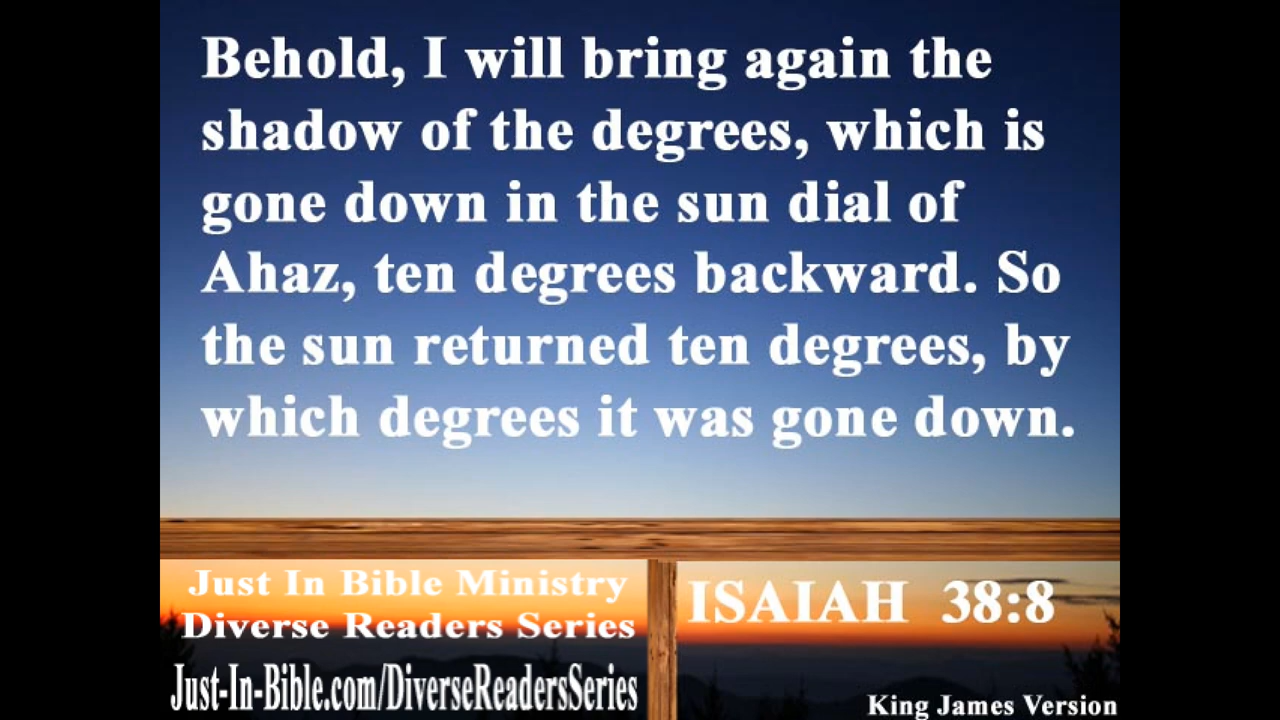 Behold, I will bring again the
shadow of the degrees, which is
gone down in the sun dial of
Ahaz, ten degrees backward. So
the sun returned ten degrees, by
which degrees it was gone down.
Just In Bible Ministry
Diverse Readers Series
Just-In-Bible.com/DiverseReadersSeries
ISAIAH 38:8
King James Version